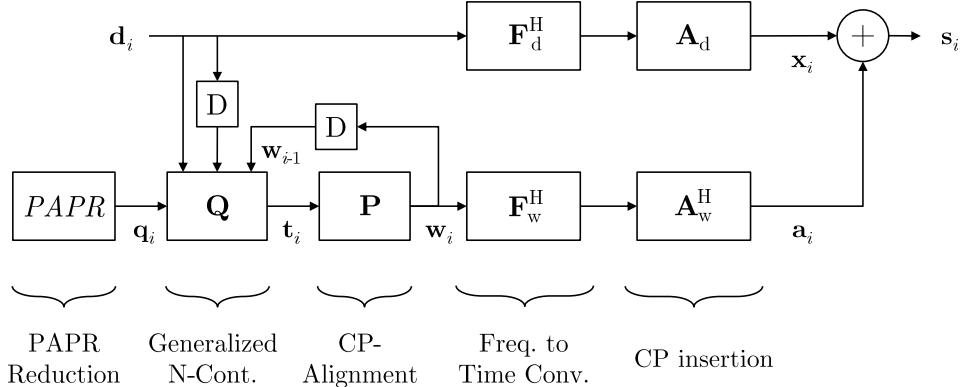 d_i
F_d^H
A_d
x_i
+
s_i
D
D
w_{i-1}
PAPR
q_i
Q
t_i
P
w_i
F_w^H
A_w^H
a_i
PAPR
Reduction
Generalized
N-Cont.
CP-
Alignment
Freq. to
Time Conv.
CP insertion